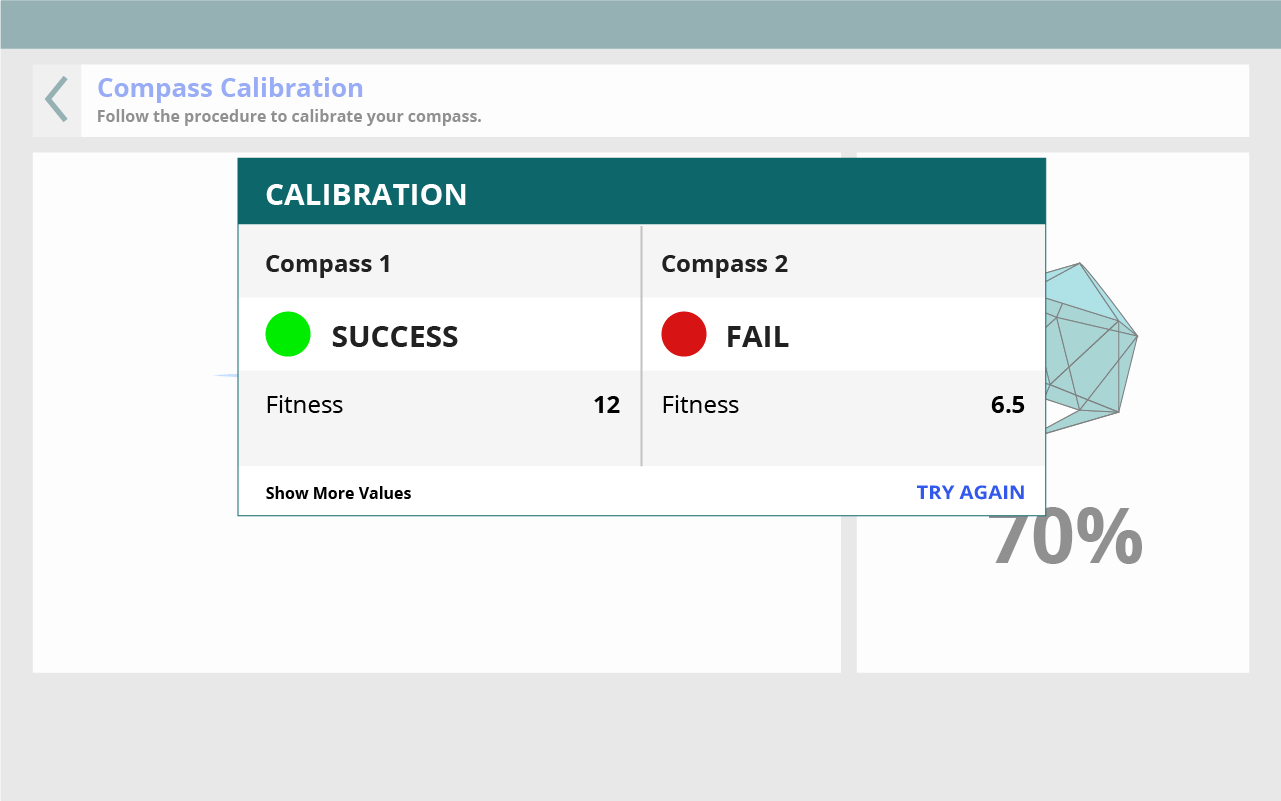 Compass Calibration
Follow the procedure to calibrate your compass.
CALIBRATION
Compass 1
Compass 2
SUCCESS
FAIL
Fitness 12
Fitness 6.5
Show More Values
TRY AGAIN
70%